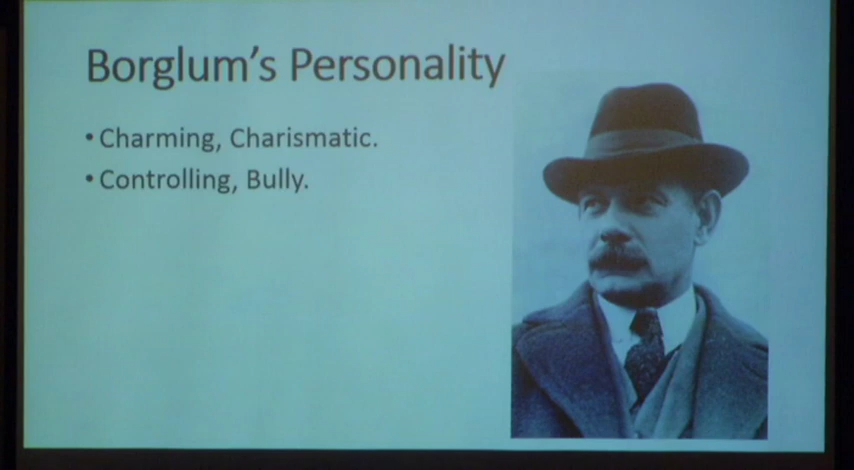 Borglum's Personality
• Charming, Charismatic.
• Controlling, Bully.